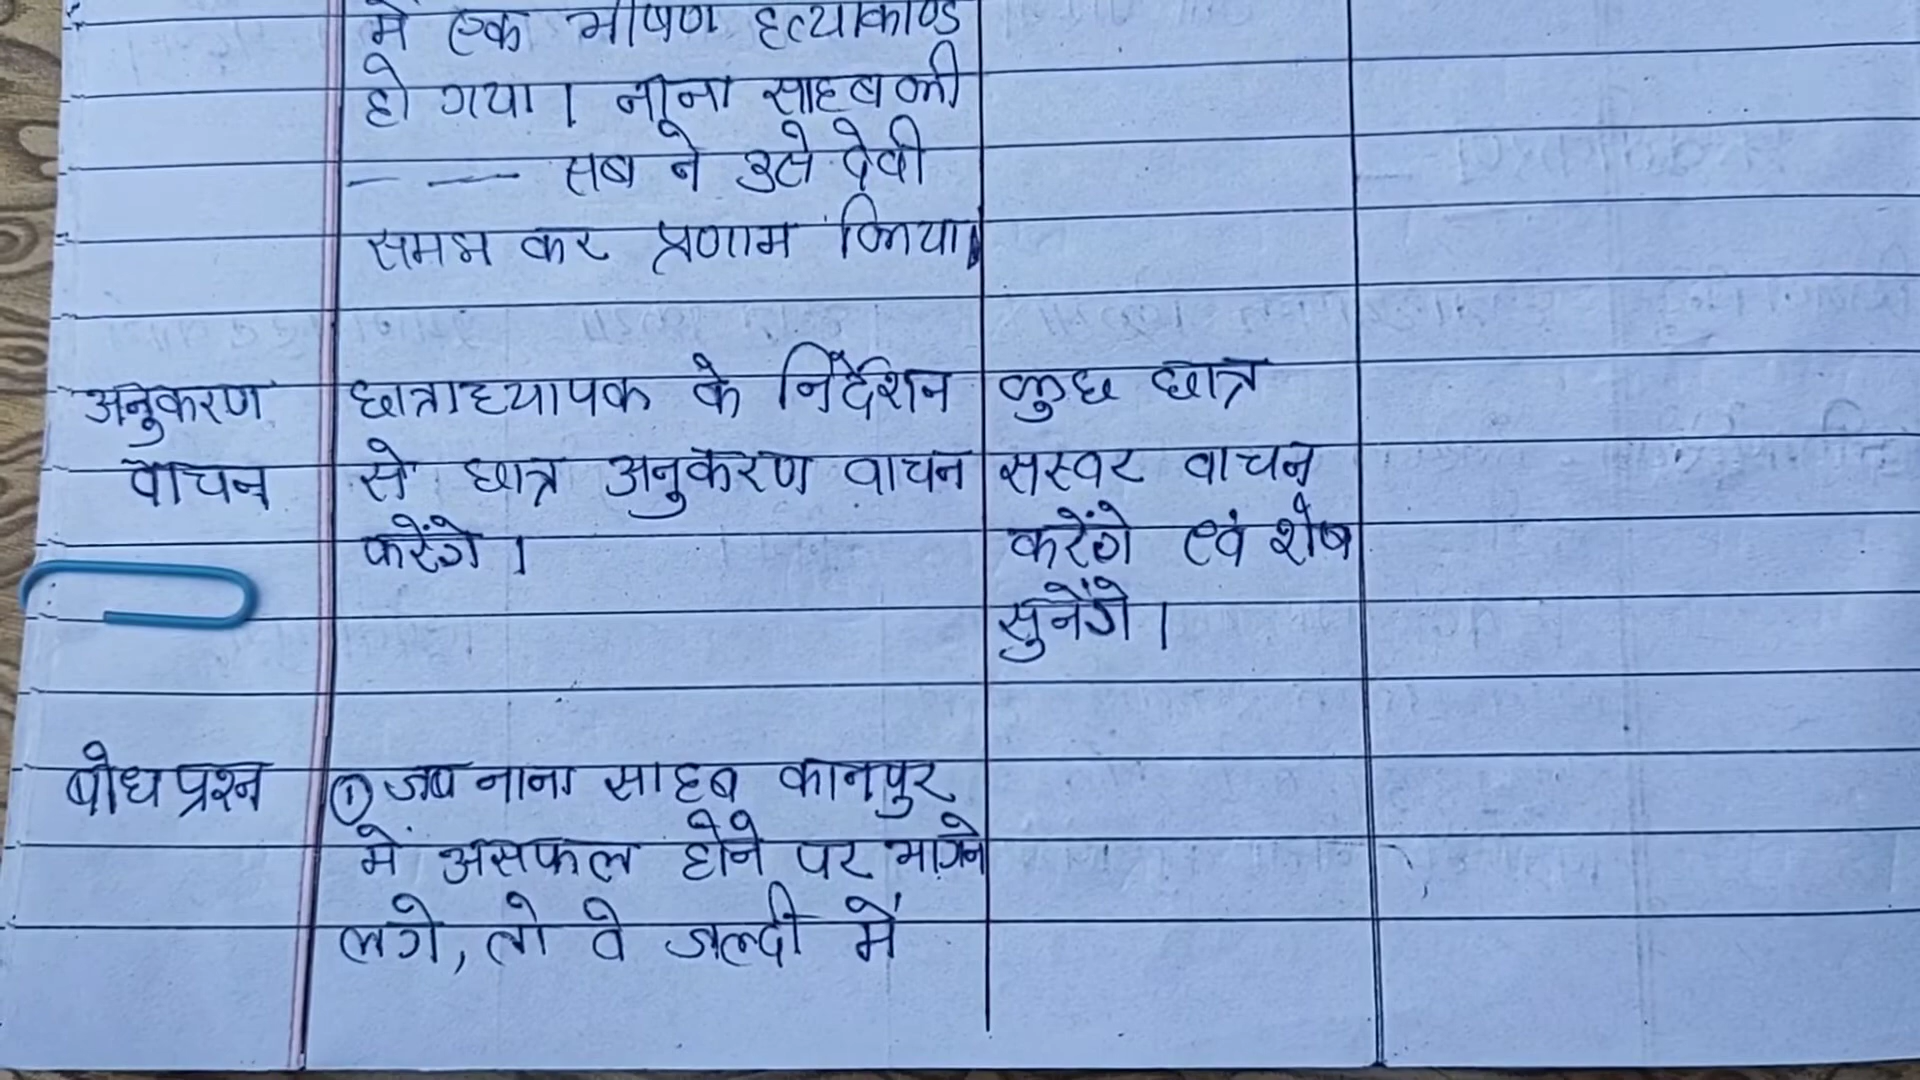 में एक भीषण हत्याकाण्ड
हो गया। नाना साहब की
— — सब ने उसे देवी
समझ कर प्रणाम किया।
अनुकरण छात्राध्यापक के निर्देशन कुछ छात्र
वाचन से छात्र अनुकरण वाचन सस्वर वाचन
करेंगे। करेंगे एवं शेष
सुनेंगे।
बोध प्रश्न ① जब नाना साहब कानपुर
में असफल होने पर भागने
लगे, तो वे जल्दी में